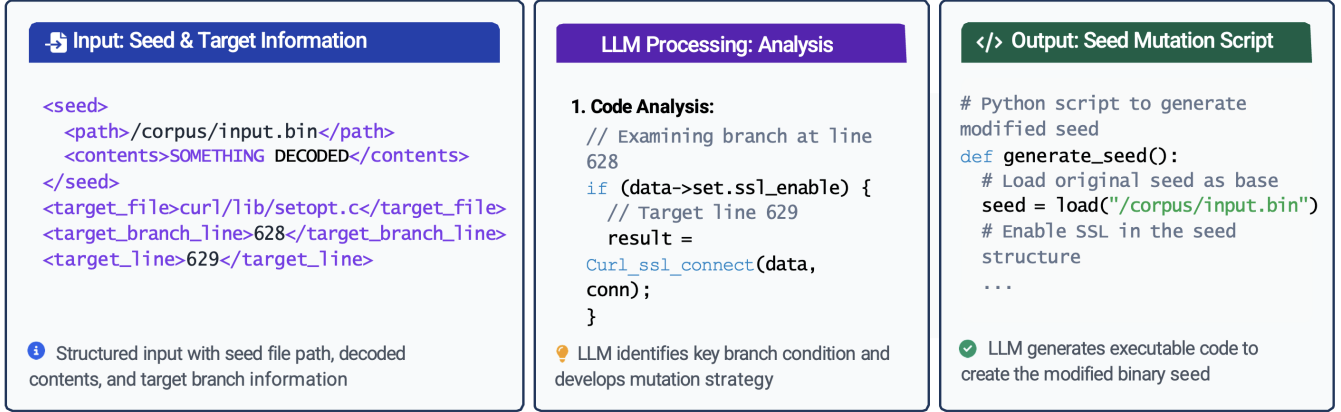 Input: Seed & Target Information
<seed>
<path>/corpus/input.bin</path>
<contents>SOMETHING DECODED</contents>
</seed>
<target_file>curl/lib/setopt.c</target_file>
<target_branch_line>628</target_branch_line>
<target_line>629</target_line>
Structured input with seed file path, decoded
contents, and target branch information
LLM Processing: Analysis
1. Code Analysis:
// Examining branch at line
628
if (data->set.ssl_enable) {
// Target line 629
result =
Curl_ssl_connect(data,
conn);
}
LLM identifies key branch condition and
develops mutation strategy
</> Output: Seed Mutation Script
# Python script to generate
modified seed
def generate_seed():
# Load original seed as base
seed = load("/corpus/input.bin")
# Enable SSL in the seed
structure
...
LLM generates executable code to
create the modified binary seed